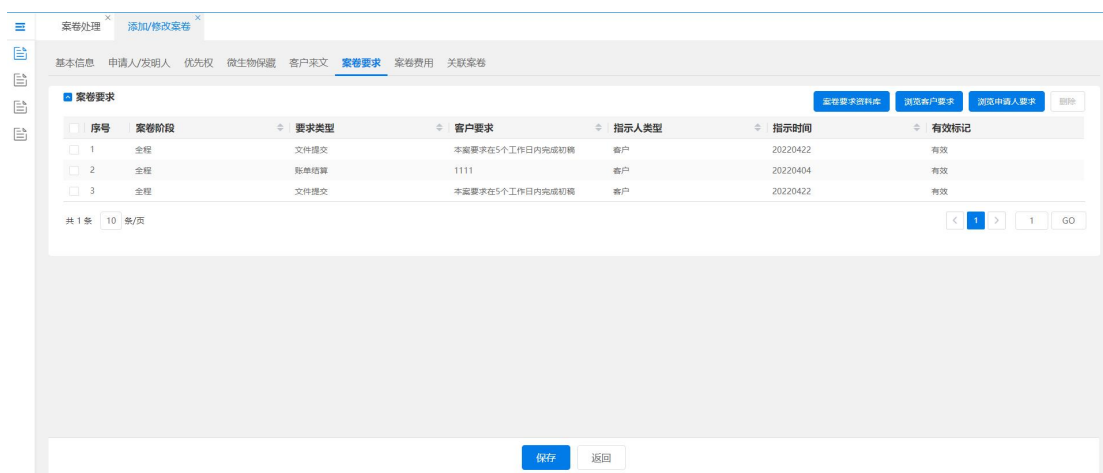 案卷处理 × 添加/修改案卷 ×
基本信息 申请人/发明人 优先权 微生物保藏 客户来文 案卷要求 案卷费用 关联案卷
案卷要求 案卷要求资料库 浏览客户要求 浏览申请人要求 删除
序号 案卷阶段 要求类型 客户要求 指示人类型 指示时间 有效标记
1 全程 文件提交 本案要求在5个工作日内完成初稿 客户 20220422 有效
2 全程 账单结算 1111 客户 20220404 有效
3 全程 文件提交 本案要求在5个工作日内完成初稿 客户 20220422 有效
共 1 条 10 条/页 < 1 > 1 GO
保存 返回